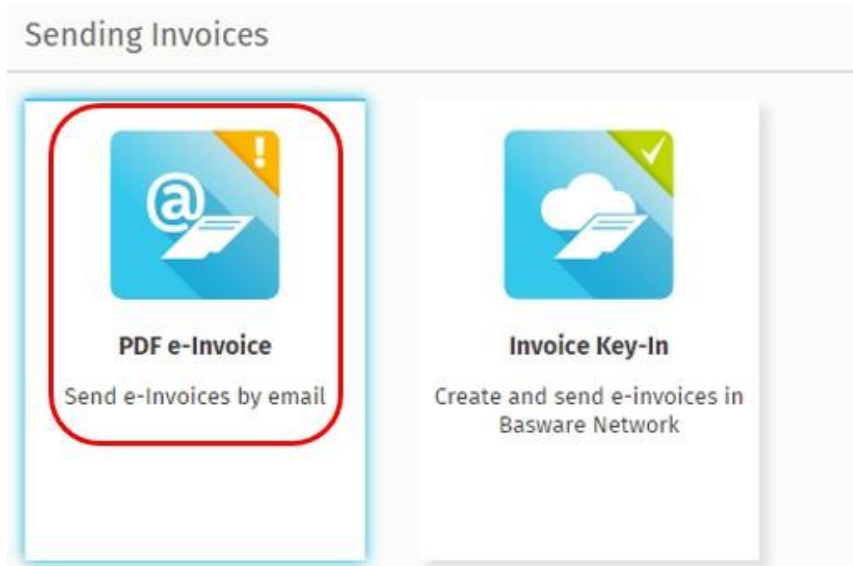 Sending Invoices
@
!
PDF e-Invoice
Send e-Invoices by email
Invoice Key-In
Create and send e-invoices in
Basware Network